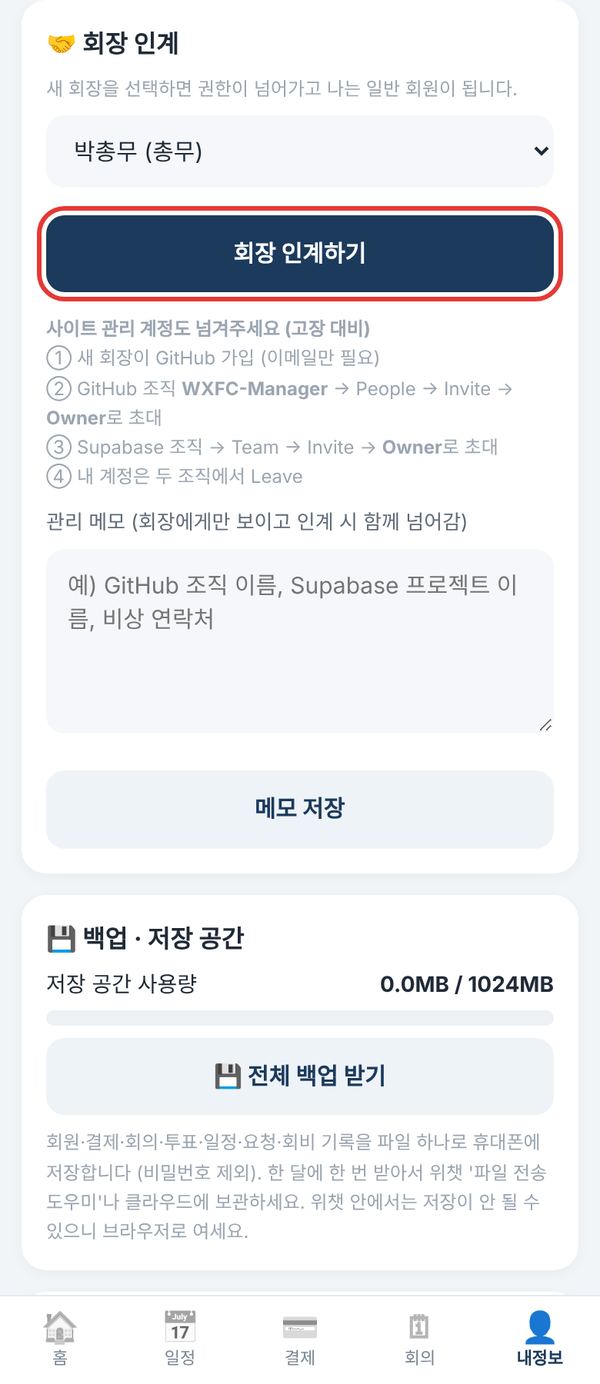 🤝 회장 인계
새 회장을 선택하면 권한이 넘어가고 나는 일반 회원이 됩니다.
박총무 (총무)
회장 인계하기
사이트 관리 계정도 넘겨주세요 (고장 대비)
① 새 회장이 GitHub 가입 (이메일만 필요)
② GitHub 조직 WXFC-Manager → People → Invite →
Owner로 초대
③ Supabase 조직 → Team → Invite → Owner로 초대
④ 내 계정은 두 조직에서 Leave
관리 메모 (회장에게만 보이고 인계 시 함께 넘어감)
예) GitHub 조직 이름, Supabase 프로젝트 이
름, 비상 연락처
메모 저장
💾 백업 · 저장 공간
저장 공간 사용량 0.0MB / 1024MB
💾 전체 백업 받기
회원·결제·회의·투표·일정·요청·회비 기록을 파일 하나로 휴대폰에
저장합니다 (비밀번호 제외). 한 달에 한 번 받아서 위챗 '파일 전송
도우미'나 클라우드에 보관하세요. 위챗 안에서는 저장이 안 될 수
있으니 브라우저로 여세요.
July
17
홈 일정 결제 회의 내정보